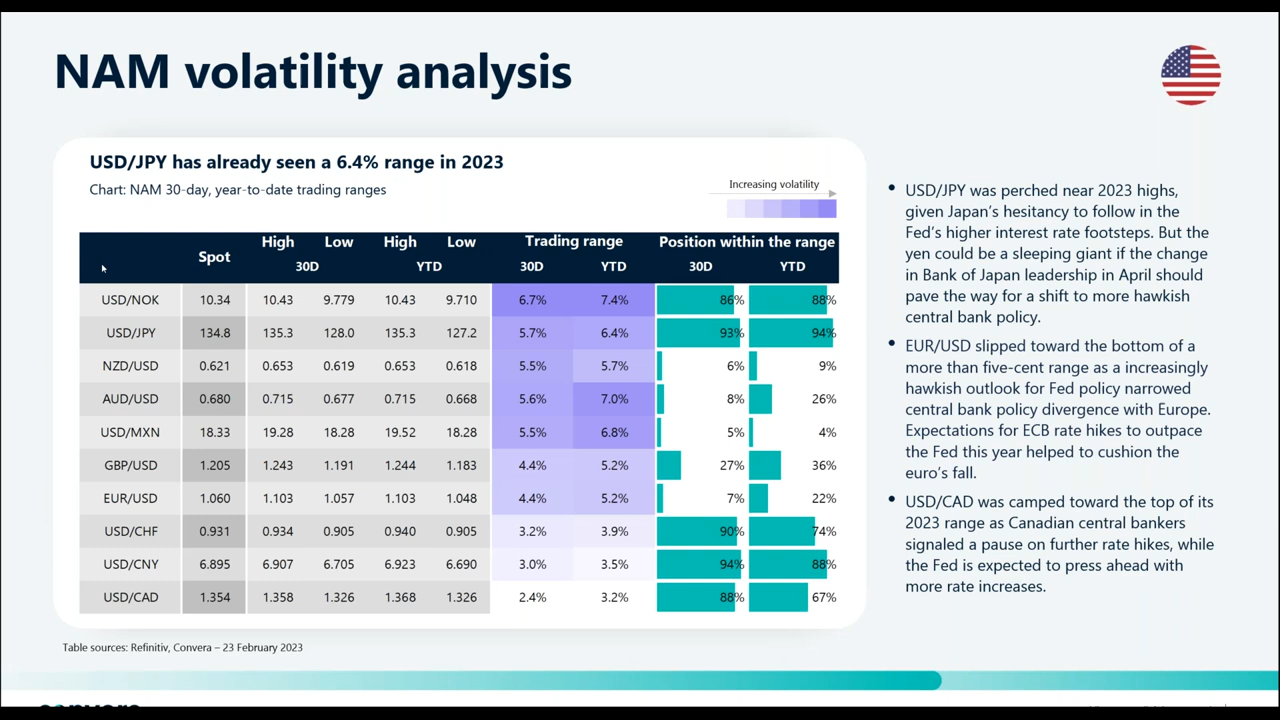 NAM volatility analysis
USD/JPY has already seen a 6.4% range in 2023
Chart: NAM 30-day, year-to-date trading ranges
Increasing volatility
Spot High Low High Low Trading range Position within the range
30D YTD 30D YTD 30D YTD
USD/NOK 10.34 10.43 9.779 10.43 9.710 6.7% 7.4% 86% 88%
USD/JPY 134.8 135.3 128.0 135.3 127.2 5.7% 6.4% 93% 94%
NZD/USD 0.621 0.653 0.619 0.653 0.618 5.5% 5.7% 6% 9%
AUD/USD 0.680 0.715 0.677 0.715 0.668 5.6% 7.0% 8% 26%
USD/MXN 18.33 19.28 18.28 19.52 18.28 5.5% 6.8% 5% 4%
GBP/USD 1.205 1.243 1.191 1.244 1.183 4.4% 5.2% 27% 36%
EUR/USD 1.060 1.103 1.057 1.103 1.048 4.4% 5.2% 7% 22%
USD/CHF 0.931 0.934 0.905 0.940 0.905 3.2% 3.9% 90% 74%
USD/CNY 6.895 6.907 6.705 6.923 6.690 3.0% 3.5% 94% 88%
USD/CAD 1.354 1.358 1.326 1.368 1.326 2.4% 3.2% 88% 67%
Table sources: Refinitiv, Convera – 23 February 2023
• USD/JPY was perched near 2023 highs,
given Japan's hesitancy to follow in the
Fed's higher interest rate footsteps. But the
yen could be a sleeping giant if the change
in Bank of Japan leadership in April should
pave the way for a shift to more hawkish
central bank policy.
• EUR/USD slipped toward the bottom of a
more than five-cent range as a increasingly
hawkish outlook for Fed policy narrowed
central bank policy divergence with Europe.
Expectations for ECB rate hikes to outpace
the Fed this year helped to cushion the
euro's fall.
• USD/CAD was camped toward the top of its
2023 range as Canadian central bankers
signaled a pause on further rate hikes, while
the Fed is expected to press ahead with
more rate increases.